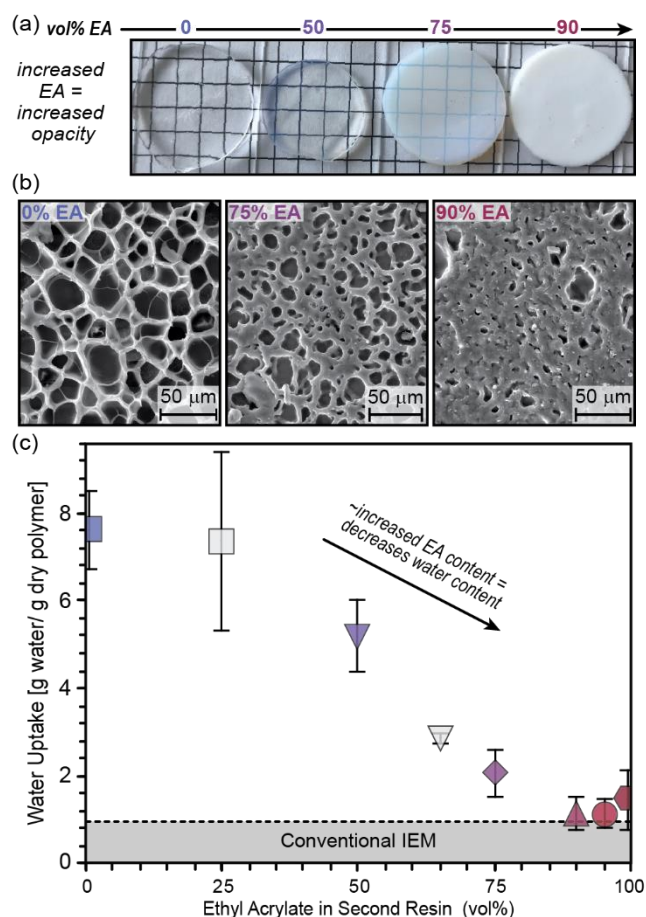 (a) vol% EA 0 50 75 90
increased
EA =
increased
opacity
(b)
0% EA 75% EA 90% EA
50 μm 50 μm 50 μm
(c)
Water Uptake [g water/ g dry polymer]
8
6
4
2
0
~increased EA content =
decreases water content
Conventional IEM
0 25 50 75 100
Ethyl Acrylate in Second Resin (vol%)